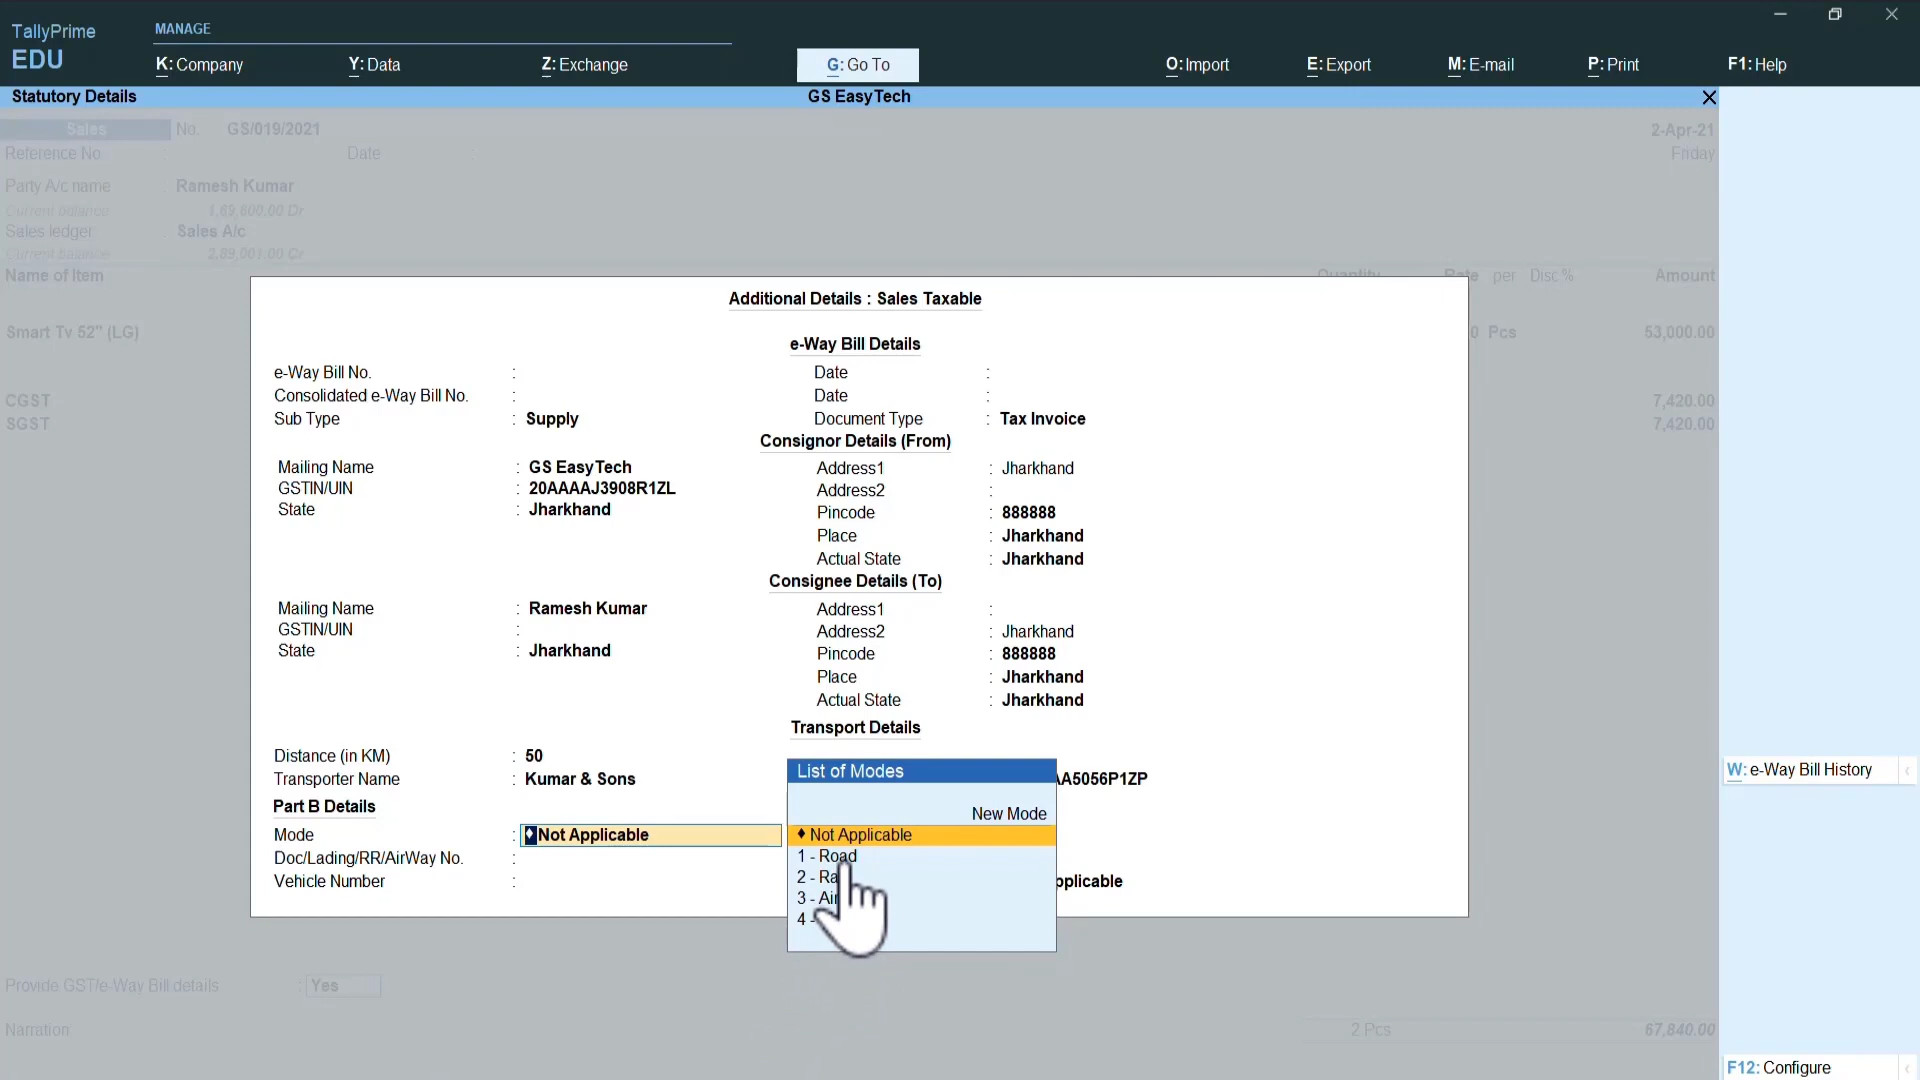 TallyPrime
EDU
MANAGE
K: Company
Y: Data
Z: Exchange
G: Go To
O: Import
E: Export
M: E-mail
P: Print
F1: Help
Statutory Details
GS EasyTech
Sales No. GS/019/2021
2-Apr-21
Reference No. : Date :
Friday
Party A/c name : Ramesh Kumar
Current balance : 1,69,600.00 Dr
Sales ledger : Sales A/c
Current balance : 2,89,001.00 Cr
Name of Item Quantity Rate per Disc % Amount
Smart Tv 52" (LG) 0 Pcs 53,000.00
CGST 7,420.00
SGST 7,420.00
Additional Details : Sales Taxable
e-Way Bill Details
e-Way Bill No. : Date :
Consolidated e-Way Bill No. : Date :
Sub Type : Supply Document Type : Tax Invoice
Consignor Details (From)
Mailing Name : GS EasyTech Address1 : Jharkhand
GSTIN/UIN : 20AAAAJ3908R1ZL Address2 :
State : Jharkhand Pincode : 888888
Place : Jharkhand
Actual State : Jharkhand
Consignee Details (To)
Mailing Name : Ramesh Kumar Address1 :
GSTIN/UIN : Address2 : Jharkhand
State : Jharkhand Pincode : 888888
Place : Jharkhand
Actual State : Jharkhand
Transport Details
Distance (in KM) : 50
Transporter Name : Kumar & Sons A5056P1ZP
Part B Details
Mode : ♦ Not Applicable
Doc/Lading/RR/AirWay No. :
Vehicle Number : pplicable
List of Modes
New Mode
♦ Not Applicable
1 - Road
2 - Ra
3 - Air
4 -
W: e-Way Bill History
Provide GST/e-Way Bill details : Yes
Narration
2 Pcs 67,840.00
F12: Configure